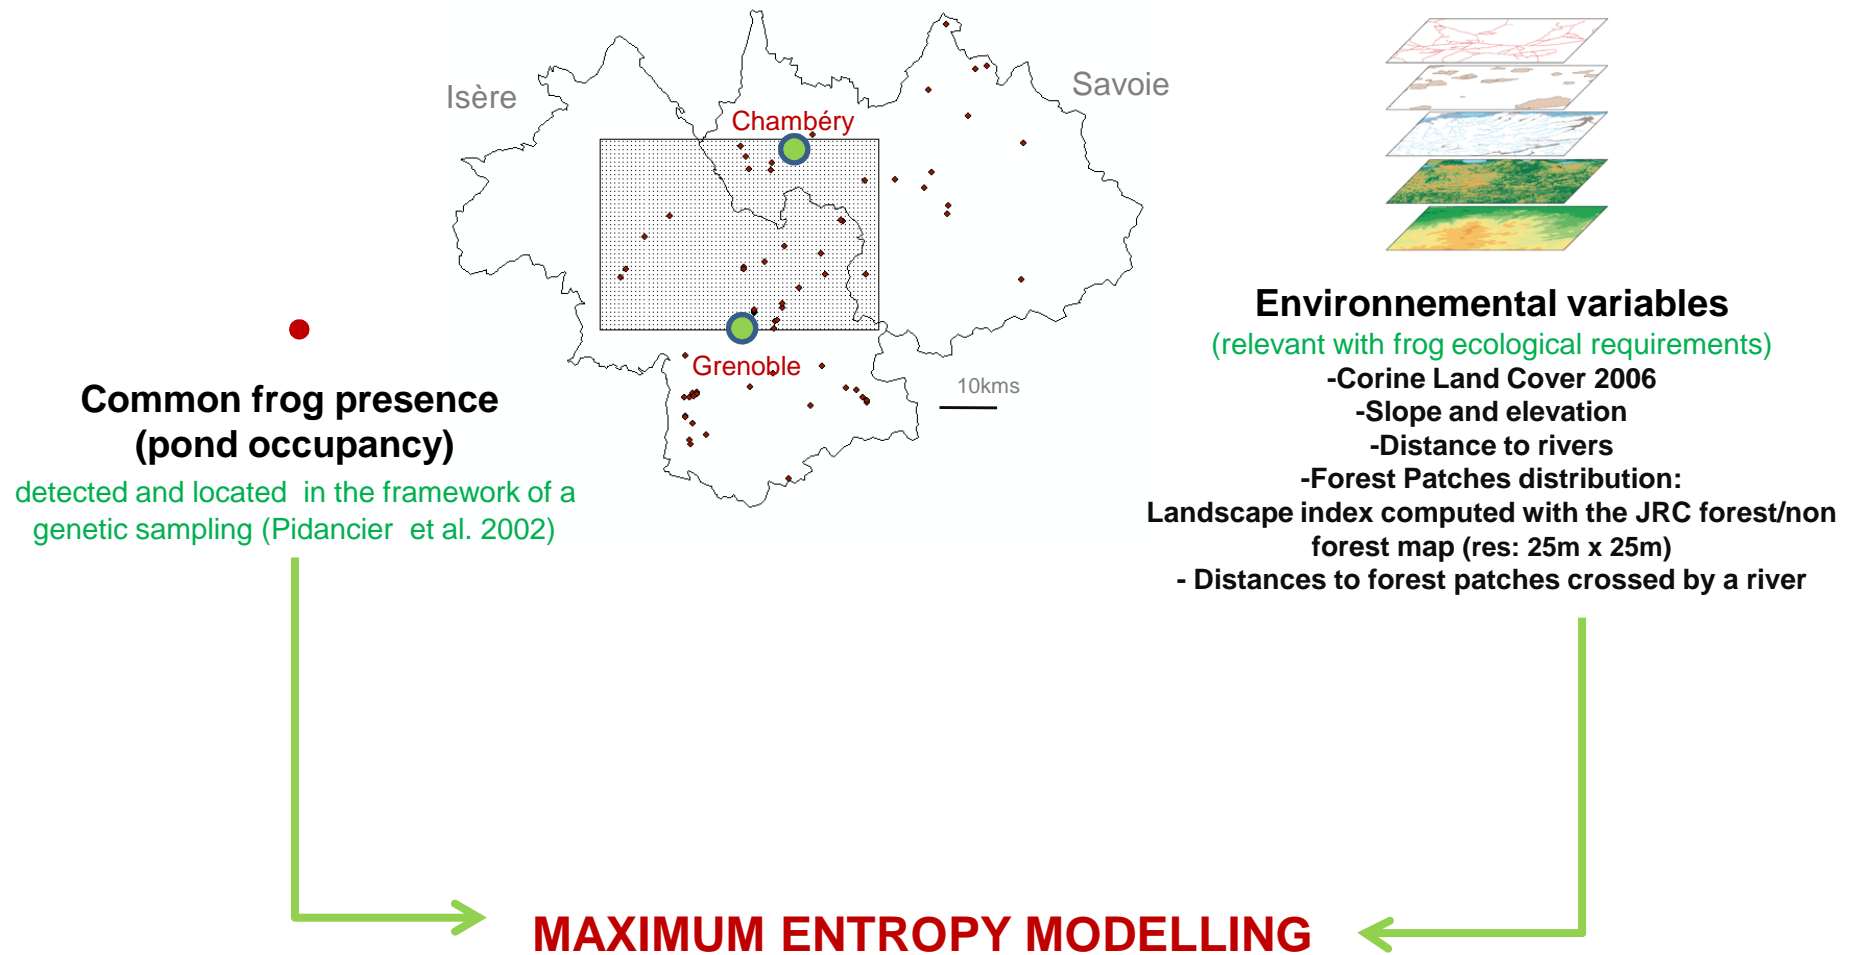 Isère
Savoie
Chambéry
Grenoble
10kms
Common frog presence
(pond occupancy)
detected and located in the framework of a
genetic sampling (Pidancier et al. 2002)
Environnemental variables
(relevant with frog ecological requirements)
-Corine Land Cover 2006
-Slope and elevation
-Distance to rivers
-Forest Patches distribution:
Landscape index computed with the JRC forest/non
forest map (res: 25m x 25m)
- Distances to forest patches crossed by a river
MAXIMUM ENTROPY MODELLING